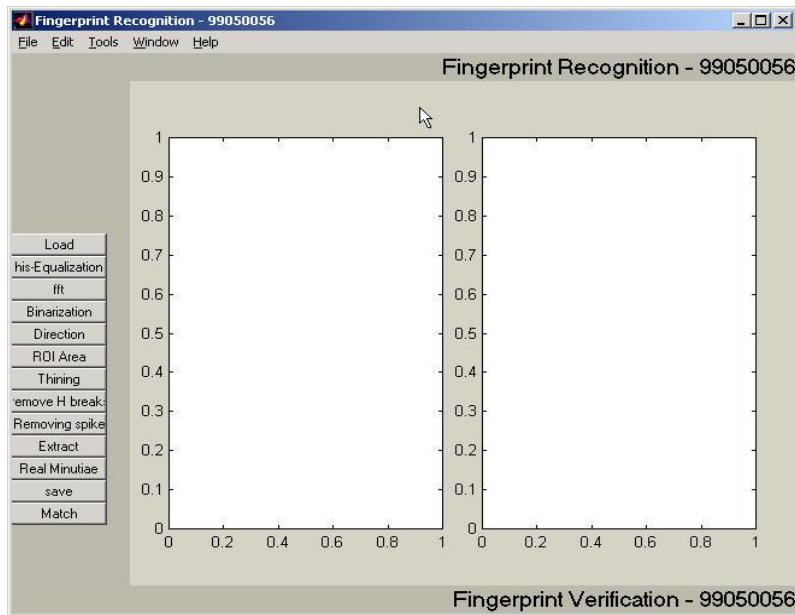 Fingerprint Recognition - 99050056
File Edit Tools Window Help
Fingerprint Recognition - 99050056
Load
his-Equalization
fft
Binarization
Direction
ROI Area
Thining
emove H break
Removing spike
Extract
Real Minutiae
save
Match
1
0.9
0.8
0.7
0.6
0.5
0.4
0.3
0.2
0.1
0
0 0.2 0.4 0.6 0.8 1
1
0.9
0.8
0.7
0.6
0.5
0.4
0.3
0.2
0.1
0
0 0.2 0.4 0.6 0.8 1
Fingerprint Verification - 99050056